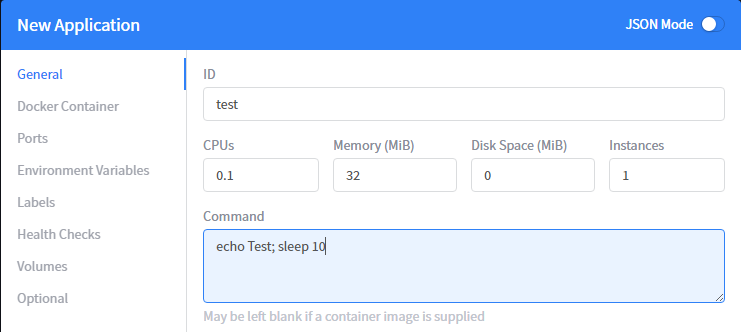 New Application
JSON Mode
General
Docker Container
Ports
Environment Variables
Labels
Health Checks
Volumes
Optional
ID
test
CPUs Memory (MiB) Disk Space (MiB) Instances
0.1 32 0 1
Command
echo Test; sleep 10
May be left blank if a container image is supplied